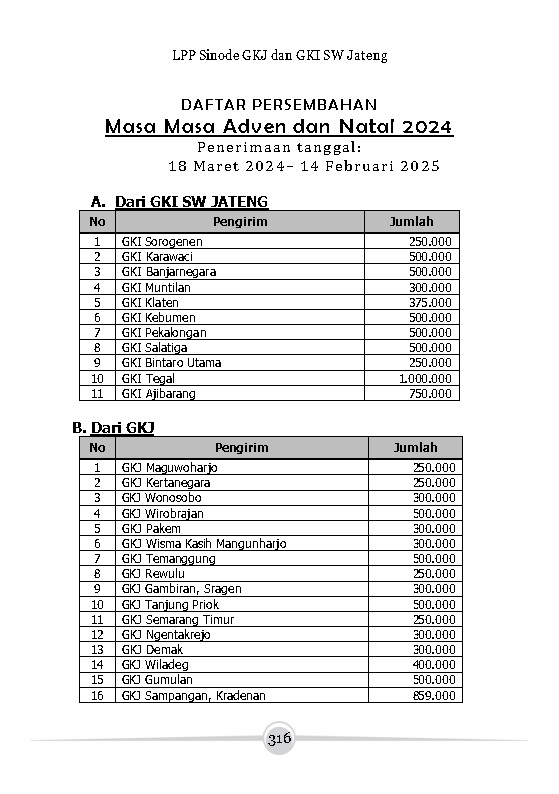 LPP Sinode GKJ dan GKI SW Jateng
DAFTAR PERSEMBAHAN
Masa Masa Adven dan Natal 2024
Penerimaan tanggal:
18 Maret 2024– 14 Februari 2025
A. Dari GKI SW JATENG
No Pengirim Jumlah
1 GKI Sorogenen 250.000
2 GKI Karawaci 500.000
3 GKI Banjarnegara 500.000
4 GKI Muntilan 300.000
5 GKI Klaten 375.000
6 GKI Kebumen 500.000
7 GKI Pekalongan 500.000
8 GKI Salatiga 500.000
9 GKI Bintaro Utama 250.000
10 GKI Tegal 1.000.000
11 GKI Ajibarang 750.000
B. Dari GKJ
No Pengirim Jumlah
1 GKJ Maguwoharjo 250.000
2 GKJ Kertanegara 250.000
3 GKJ Wonosobo 300.000
4 GKJ Wirobrajan 500.000
5 GKJ Pakem 300.000
6 GKJ Wisma Kasih Mangunharjo 300.000
7 GKJ Temanggung 500.000
8 GKJ Rewulu 250.000
9 GKJ Gambiran, Sragen 300.000
10 GKJ Tanjung Priok 500.000
11 GKJ Semarang Timur 250.000
12 GKJ Ngentakrejo 300.000
13 GKJ Demak 300.000
14 GKJ Wiladeg 400.000
15 GKJ Gumulan 500.000
16 GKJ Sampangan, Kradenan 859.000
316